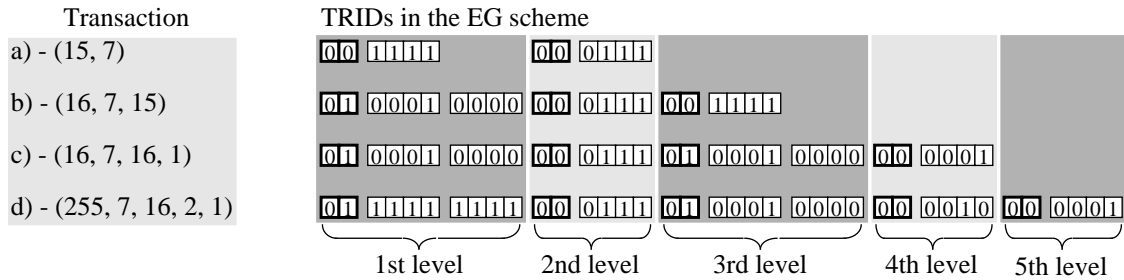 Transaction TRIDs in the EG scheme
a) - (15, 7) 00 1111 00 0111
b) - (16, 7, 15) 01 0001 0000 00 0111 00 1111
c) - (16, 7, 16, 1) 01 0001 0000 00 0111 01 0001 0000 00 0001
d) - (255, 7, 16, 2, 1) 01 1111 1111 00 0111 01 0001 0000 00 0010 00 0001
1st level 2nd level 3rd level 4th level 5th level